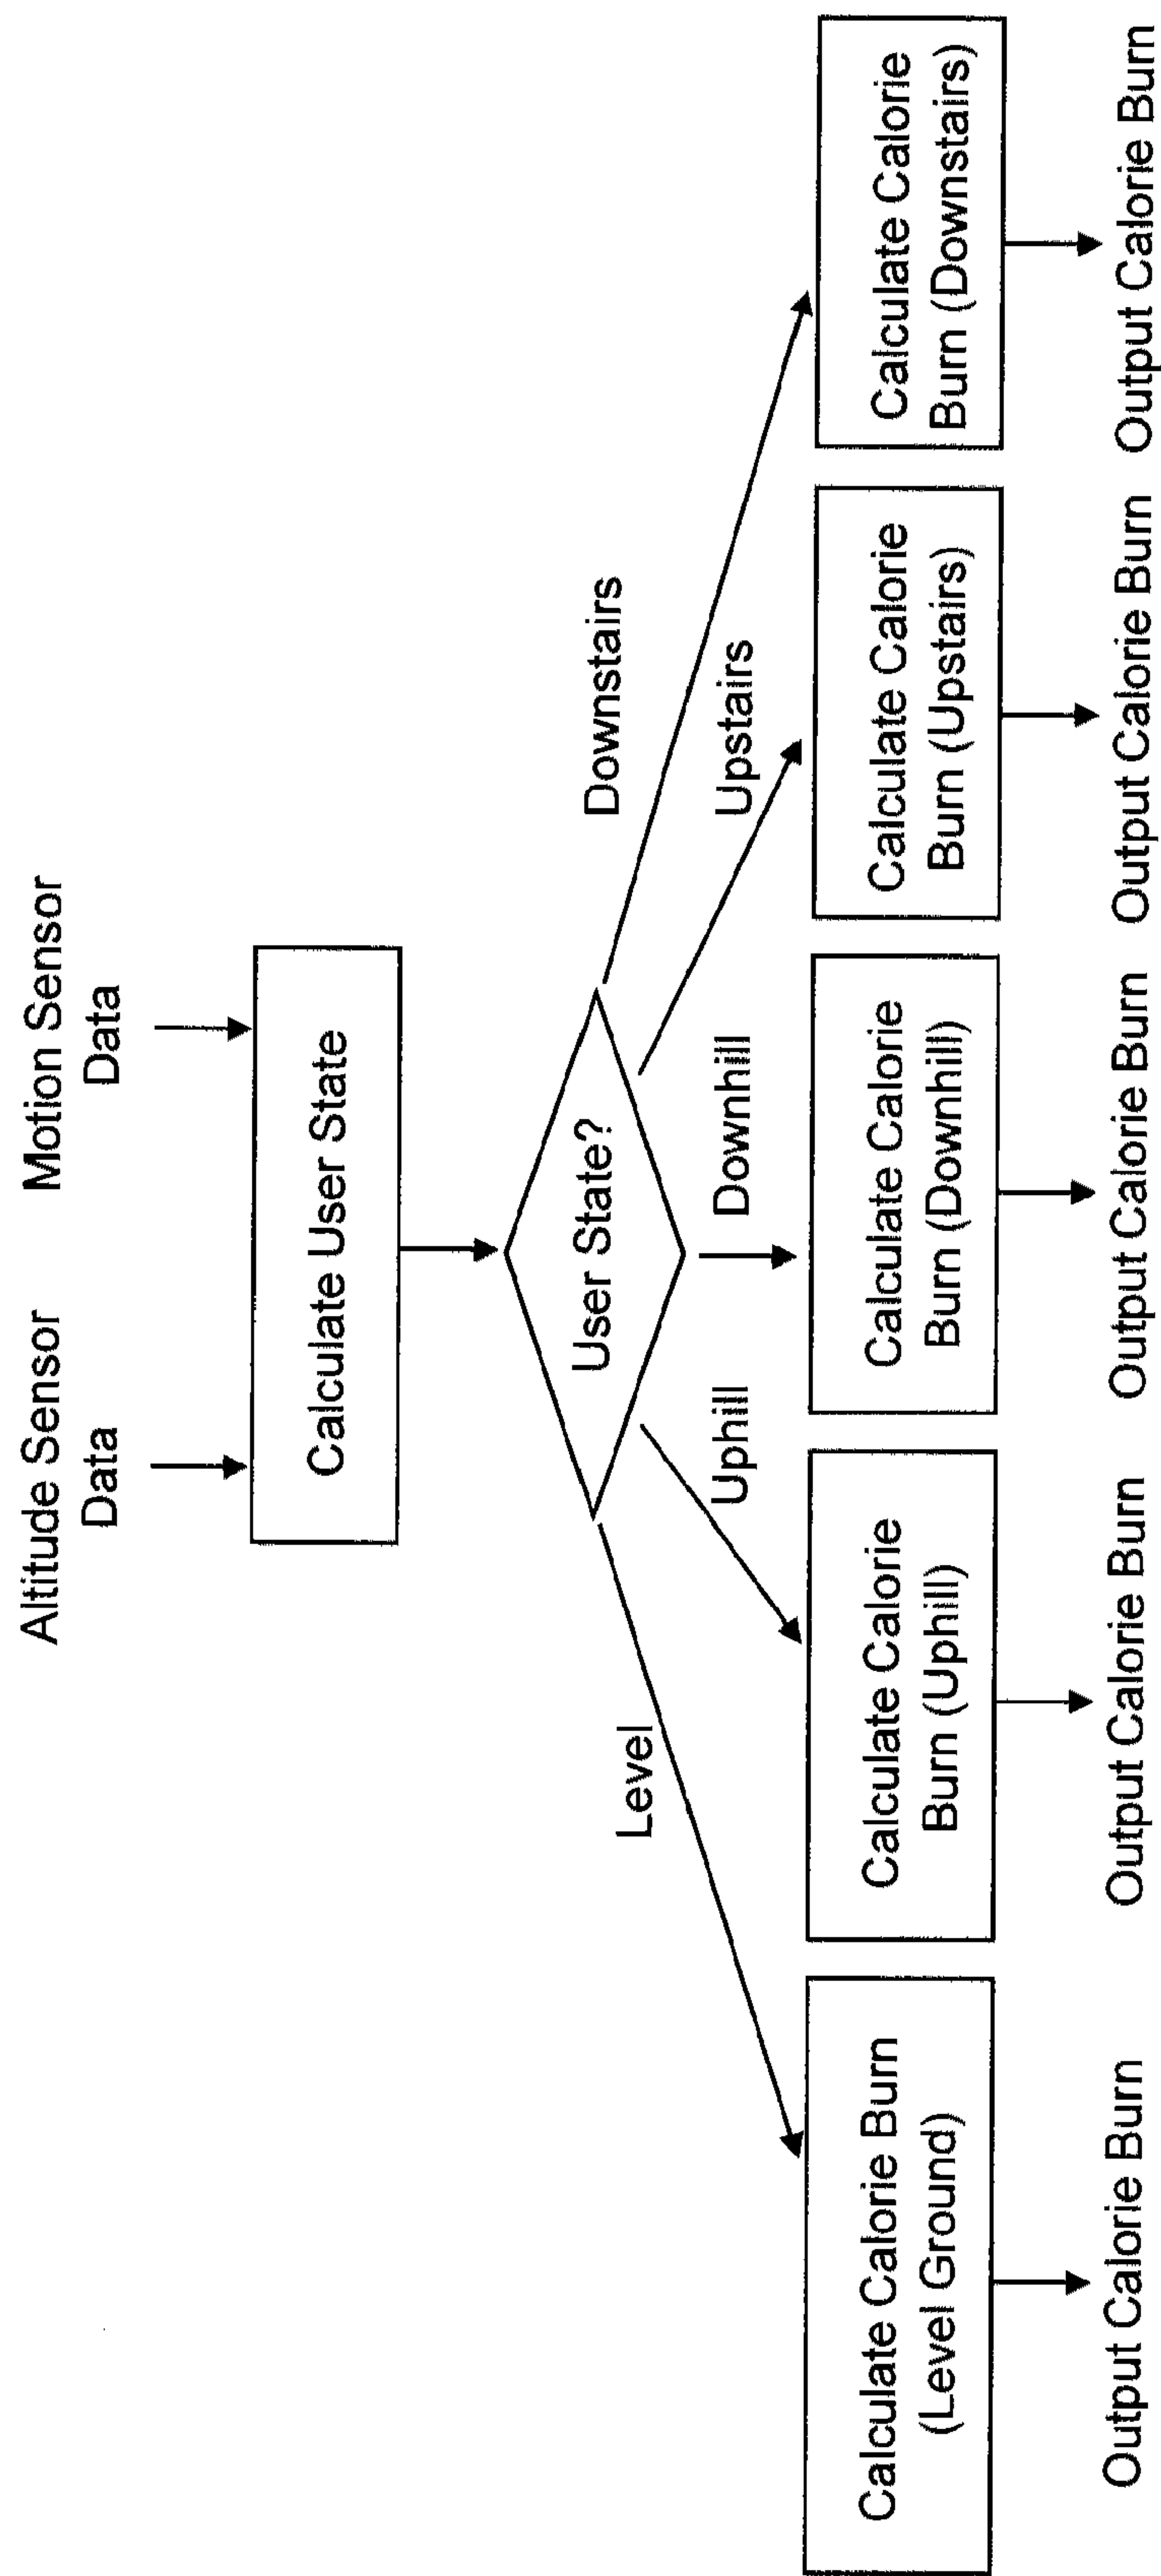 Altitude Sensor
Data
Motion Sensor
Data
Calculate User State
User State?
Level
Uphill
Downhill
Upstairs
Downstairs
Calculate Calorie Burn
(Level Ground)
Calculate Calorie
Burn (Uphill)
Calculate Calorie
Burn (Downhill)
Calculate Calorie
Burn (Upstairs)
Calculate Calorie
Burn (Downstairs)
Output Calorie Burn
Output Calorie Burn
Output Calorie Burn
Output Calorie Burn
Output Calorie Burn